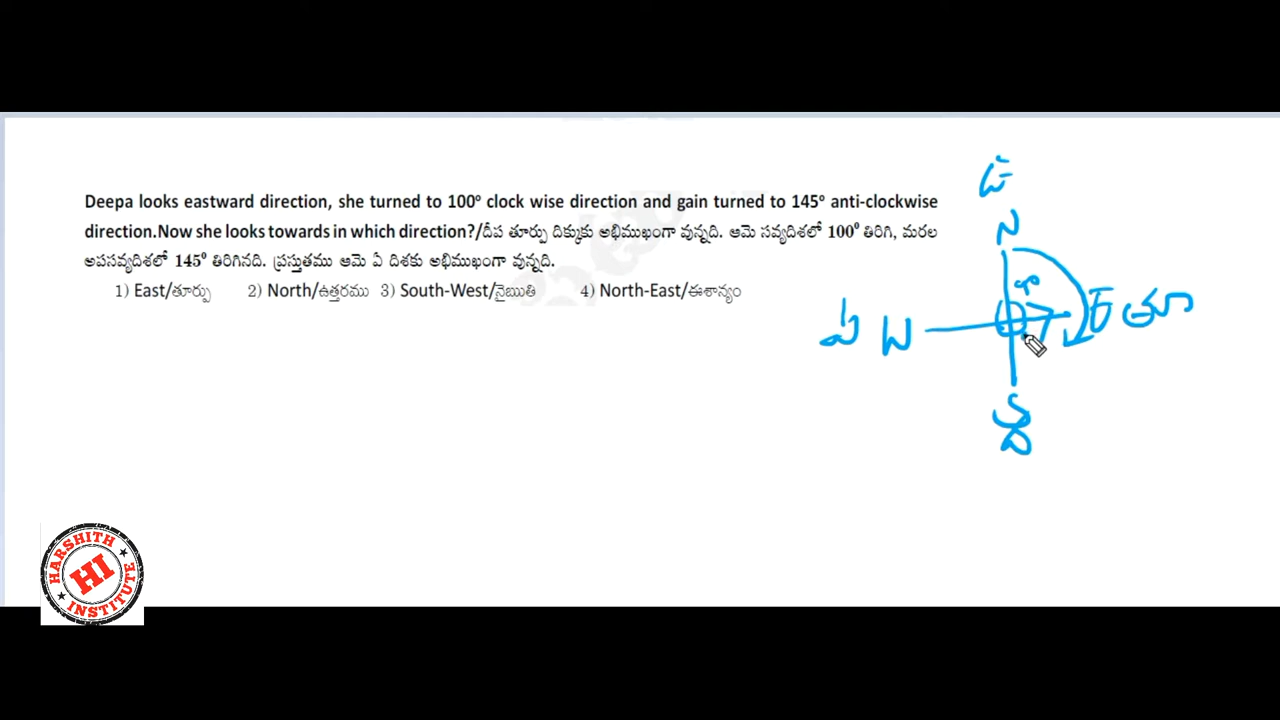 Deepa looks eastward direction, she turned to 100° clock wise direction and gain turned to 145° anti-clockwise
direction.Now she looks towards in which direction?/దీప తూర్పు దిక్కుకు అభిముఖంగా వున్నది. ఆమె సవ్యదిశలో 100⁰ తిరిగి, మరల
అపసవ్యదిశలో 145⁰ తిరిగినది. ప్రస్తుతము ఆమె ఏ దిశకు అభిముఖంగా వున్నది.
1) East/తూర్పు 2) North/ఉత్తరము 3) South-West/నైఋతి 4) North-East/ఈశాన్యం
ఉ
N
90
E తూ
ప W
S
ద
HARSHITH
HI
INSTITUTE